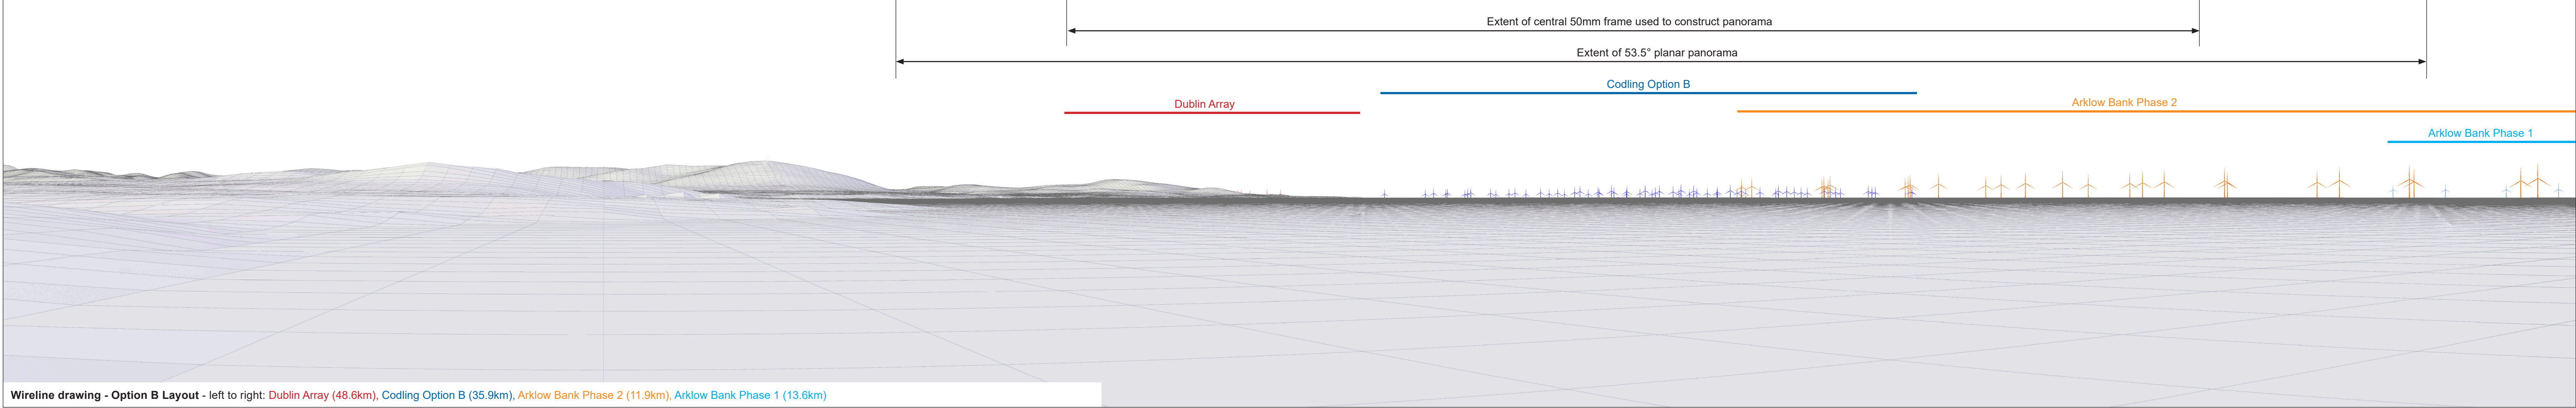 Extent of central 50mm frame used to construct panorama
Extent of 53.5° planar panorama
Codling Option B
Dublin Array
Arklow Bank Phase 2
Arklow Bank Phase 1
Wireline drawing - Option B Layout - left to right: Dublin Array (48.6km), Codling Option B (35.9km), Arklow Bank Phase 2 (11.9km), Arklow Bank Phase 1 (13.6km)